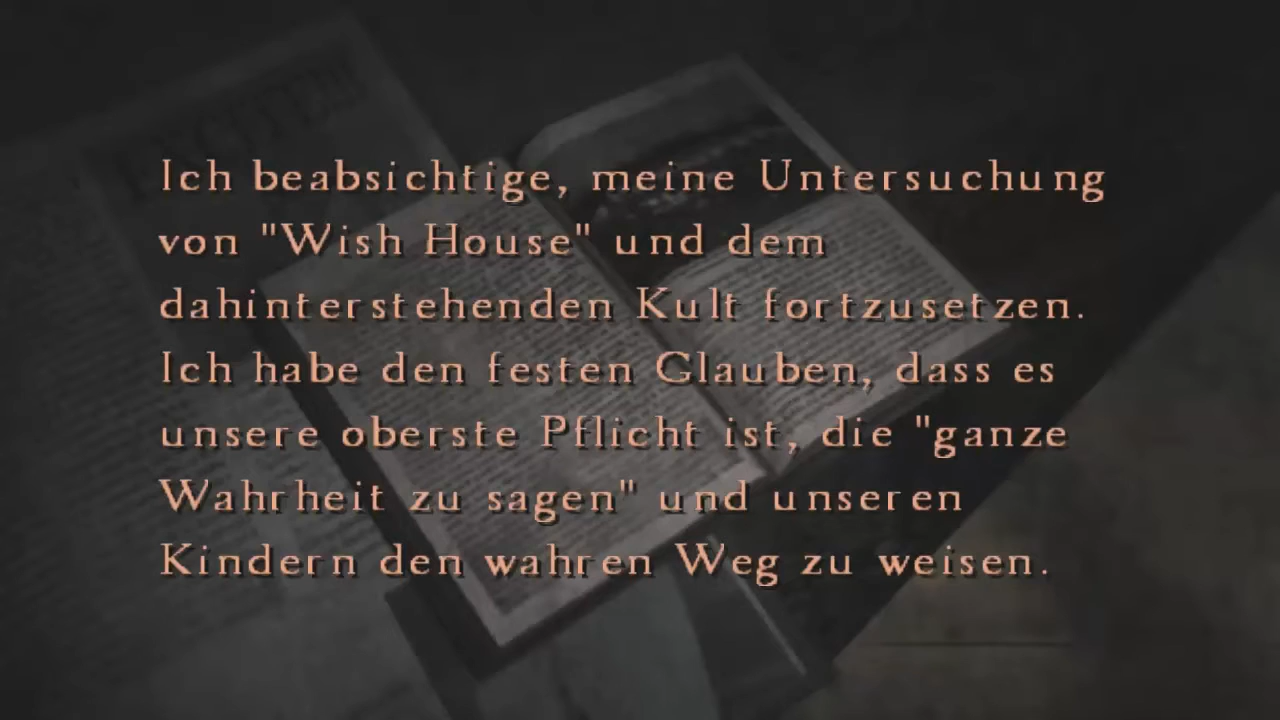 Ich beabsichtige, meine Untersuchung
von "Wish House" und dem
dahinterstehenden Kult fortzusetzen.
Ich habe den festen Glauben, dass es
unsere oberste Pflicht ist, die "ganze
Wahrheit zu sagen" und unseren
Kindern den wahren Weg zu weisen.